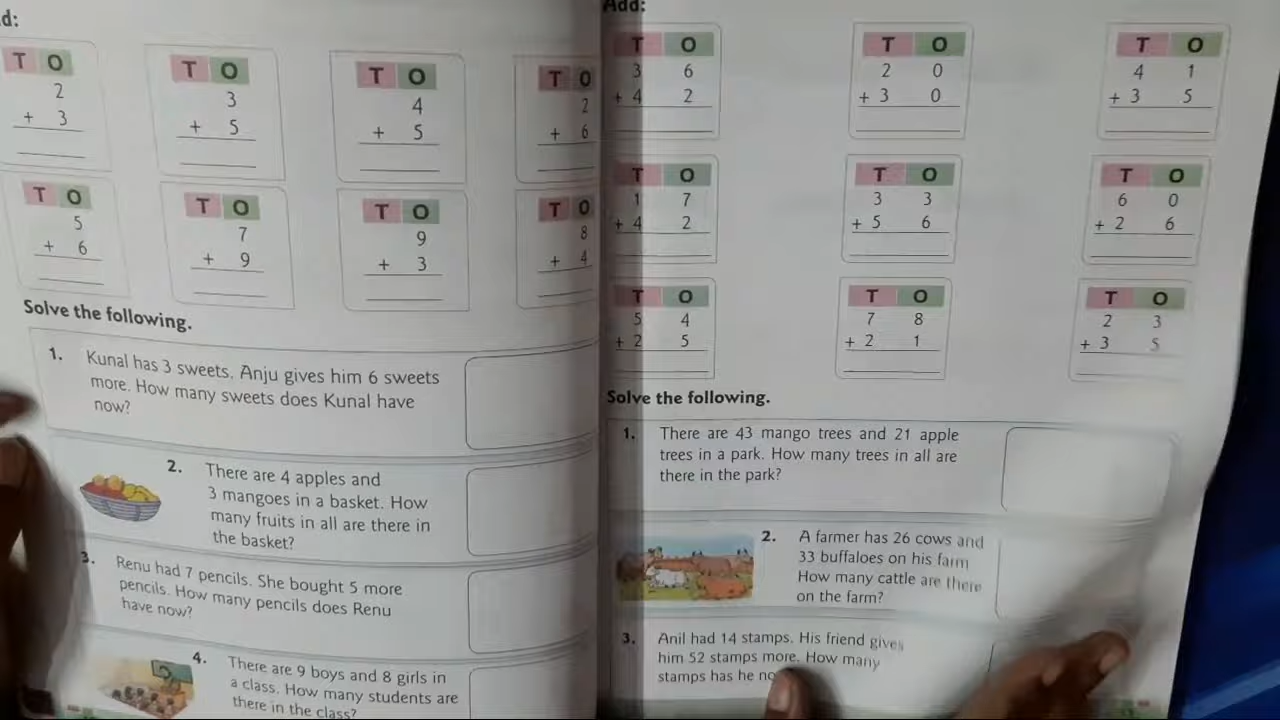 d:
T O
2
+ 3
T O
3
+ 5
T O
4
+ 5
T O
2
+ 6
T O
5
+ 6
T O
7
+ 9
T O
9
+ 3
T O
8
+ 4
Solve the following.
1. Kunal has 3 sweets. Anju gives him 6 sweets
more. How many sweets does Kunal have
now?
2. There are 4 apples and
3 mangoes in a basket. How
many fruits in all are there in
the basket?
3. Renu had 7 pencils. She bought 5 more
pencils. How many pencils does Renu
have now?
4. There are 9 boys and 8 girls in
a class. How many students are
there in the class?
Add:
T O
3 6
+ 4 2
T O
2 0
+ 3 0
T O
4 1
+ 3 5
T O
1 7
+ 4 2
T O
3 3
+ 5 6
T O
6 0
+ 2 6
T O
5 4
+ 2 5
T O
7 8
+ 2 1
T O
2 3
+ 3 5
Solve the following.
1. There are 43 mango trees and 21 apple
trees in a park. How many trees in all are
there in the park?
2. A farmer has 26 cows and
33 buffaloes on his farm
How many cattle are there
on the farm?
3. Anil had 14 stamps. His friend gives
him 52 stamps more. How many
stamps has he no